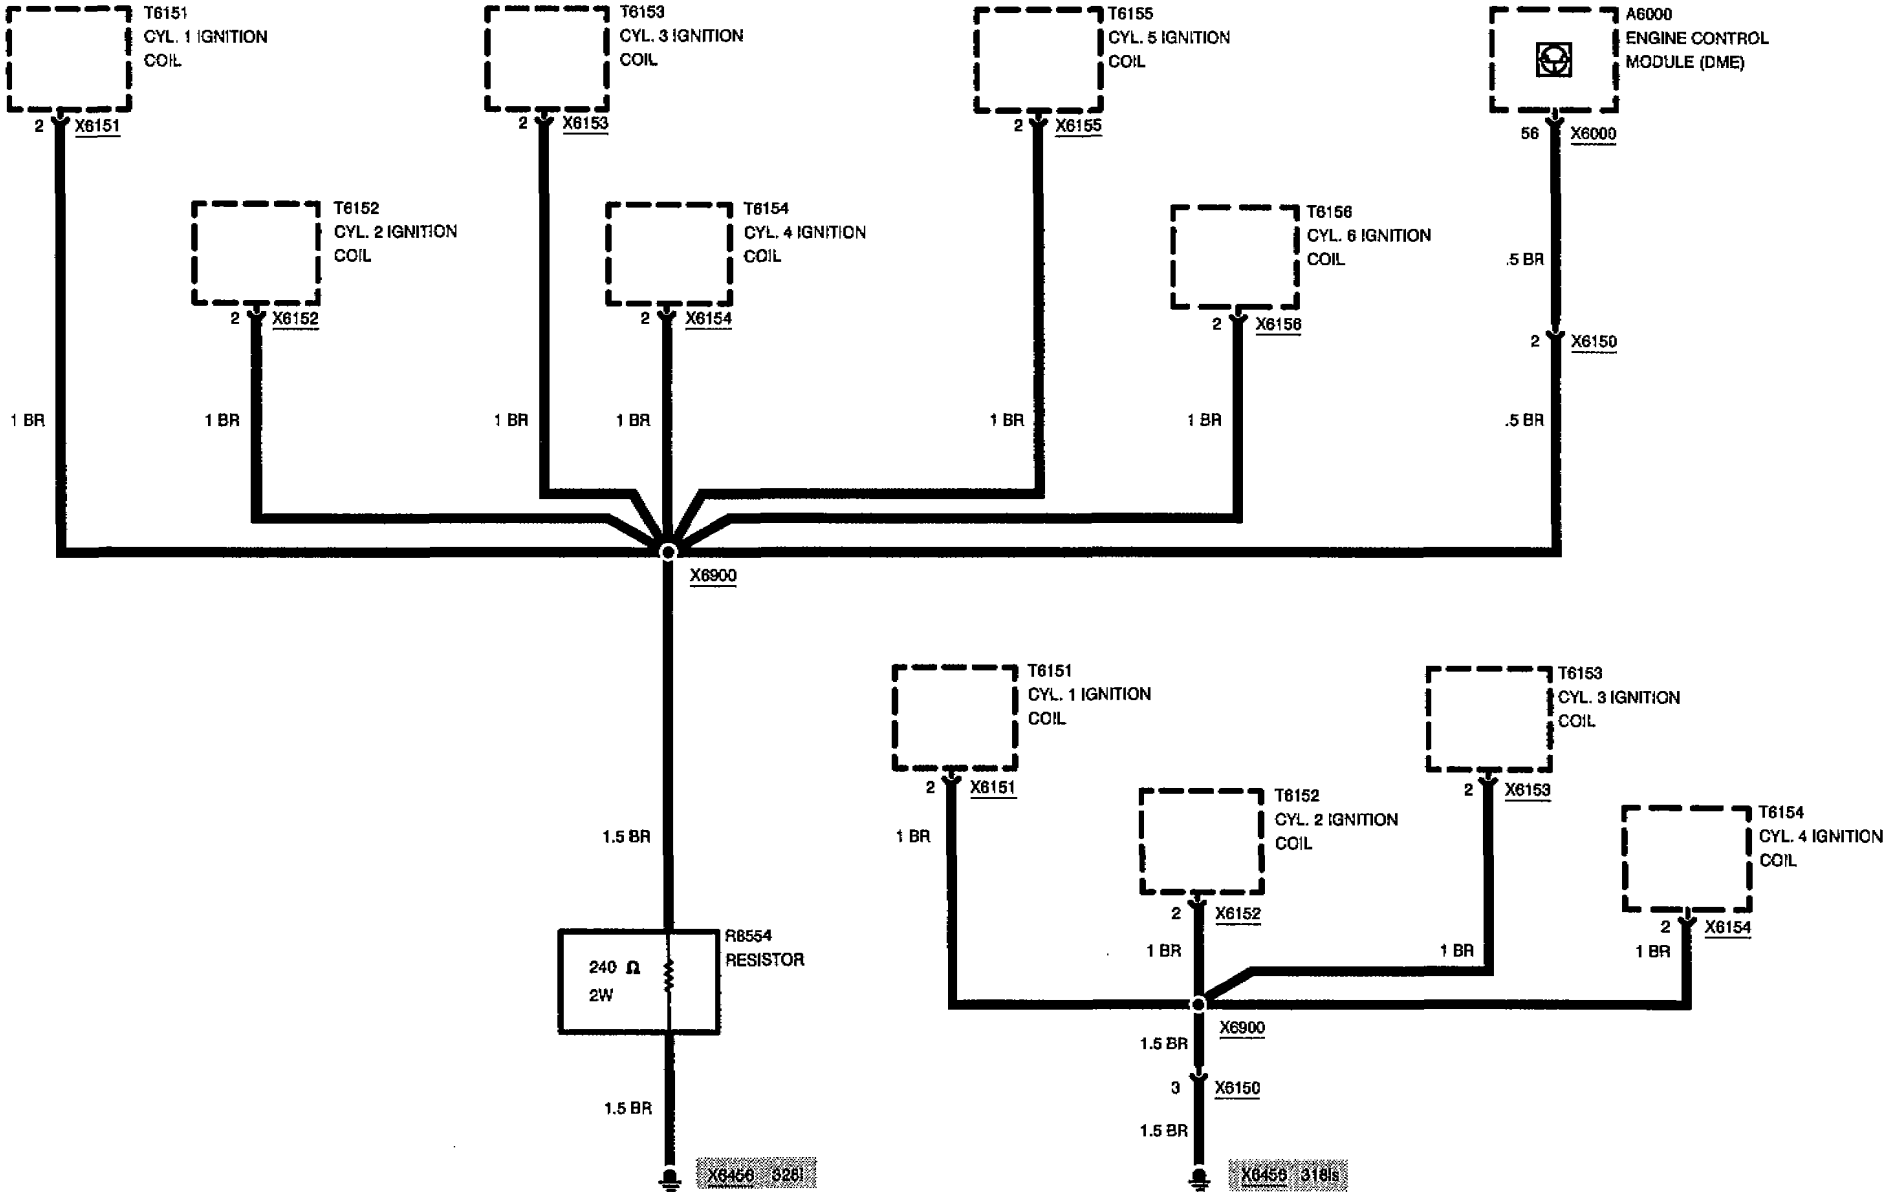 T6151
CYL. 1 IGNITION
COIL
2 X6151
T6153
CYL. 3 IGNITION
COIL
2 X6153
T6155
CYL. 5 IGNITION
COIL
2 X6155
A6000
ENGINE CONTROL
MODULE (DME)
56 X6000
T6152
CYL. 2 IGNITION
COIL
2 X6152
T6154
CYL. 4 IGNITION
COIL
2 X6154
T6156
CYL. 6 IGNITION
COIL
2 X6156
.5 BR
2 X6150
1 BR
1 BR
1 BR
1 BR
1 BR
1 BR
.5 BR
X6900
1.5 BR
R8554
RESISTOR
240 Ω
2W
1.5 BR
X6456 328i
T6151
CYL. 1 IGNITION
COIL
2 X6151
1 BR
T6153
CYL. 3 IGNITION
COIL
2 X6153
T6152
CYL. 2 IGNITION
COIL
2 X6152
T6154
CYL. 4 IGNITION
COIL
2 X6154
1 BR
1 BR
1 BR
X6900
1.5 BR
3 X6150
1.5 BR
X6456 318is